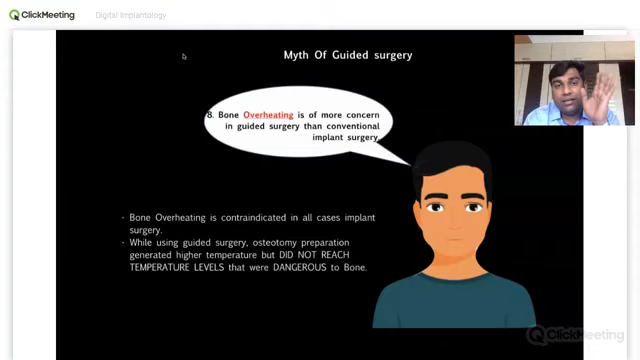 ClickMeeting
Digital Implantology
Myth Of Guided surgery
8. Bone Overheating is of more concern
in guided surgery than conventional
implant surgery.
· Bone Overheating is contraindicated in all cases implant
surgery.
· While using guided surgery, osteotomy preparation
generated higher temperature but DID NOT REACH
TEMPERATURE LEVELS that were DANGEROUS to Bone.
ClickMeeting